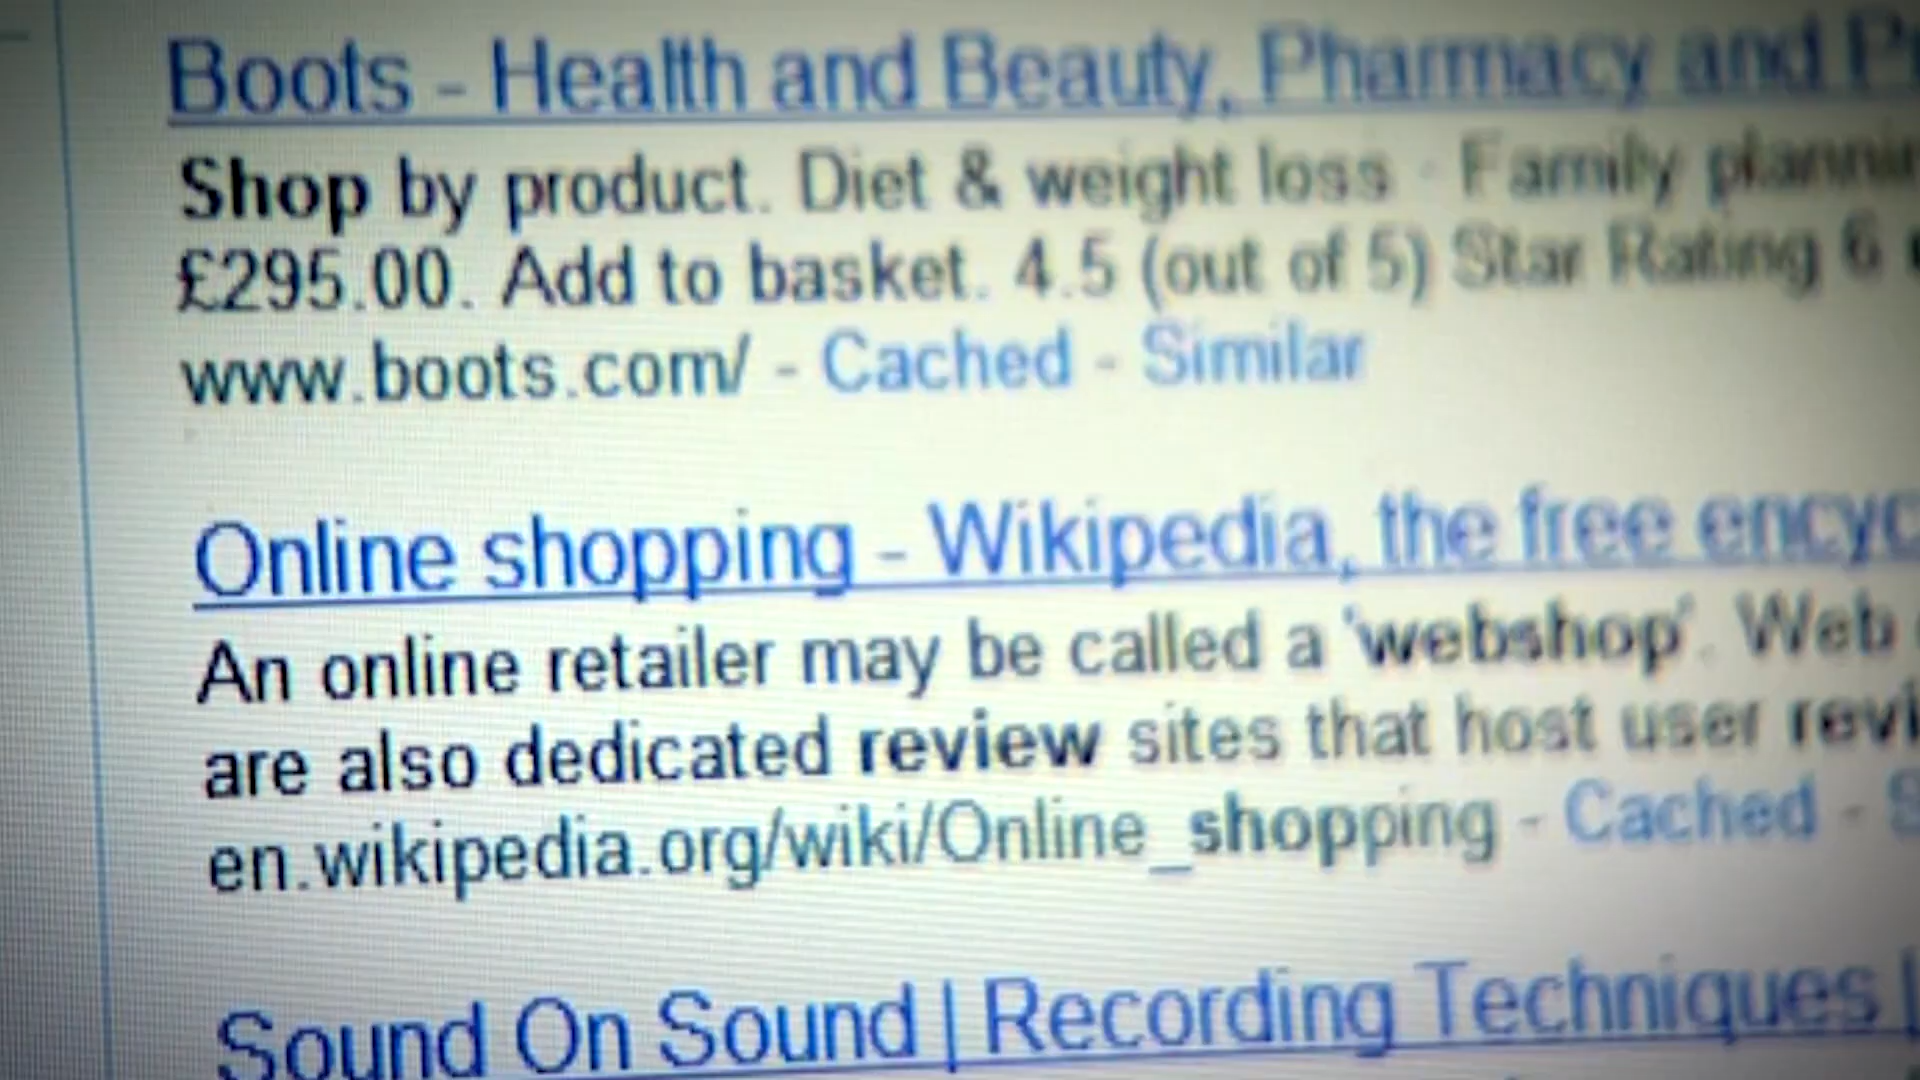 Boots - Health and Beauty, Pharmacy and
Shop by product. Diet & weight loss · Family
£295.00. Add to basket. 4.5 (out of 5) Star Rating 6
www.boots.com/ - Cached - Similar
Online shopping - Wikipedia, the free
An online retailer may be called a 'webshop'. Web
are also dedicated review sites that host user
en.wikipedia.org/wiki/Online_shopping - Cached -
Sound On Sound | Recording Techniques |